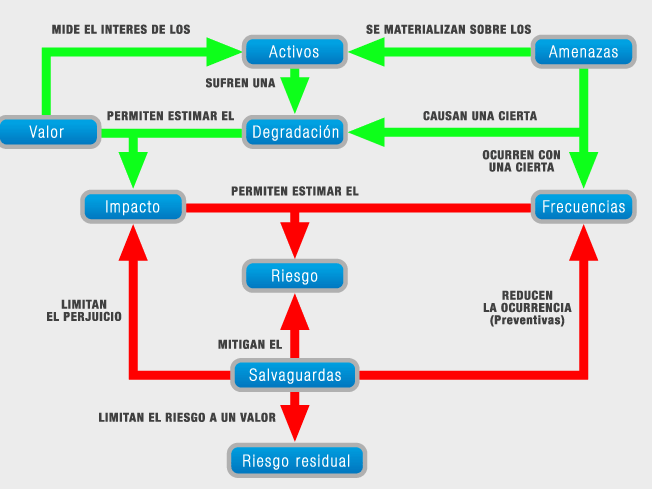 MIDE EL INTERES DE LOS
SE MATERIALIZAN SOBRE LOS
Activos
Amenazas
SUFREN UNA
PERMITEN ESTIMAR EL
CAUSAN UNA CIERTA
Valor
Degradación
OCURREN CON
UNA CIERTA
PERMITEN ESTIMAR EL
Impacto
Frecuencias
Riesgo
LIMITAN
EL PERJUICIO
REDUCEN
LA OCURRENCIA
(Preventivas)
MITIGAN EL
Salvaguardas
LIMITAN EL RIESGO A UN VALOR
Riesgo residual